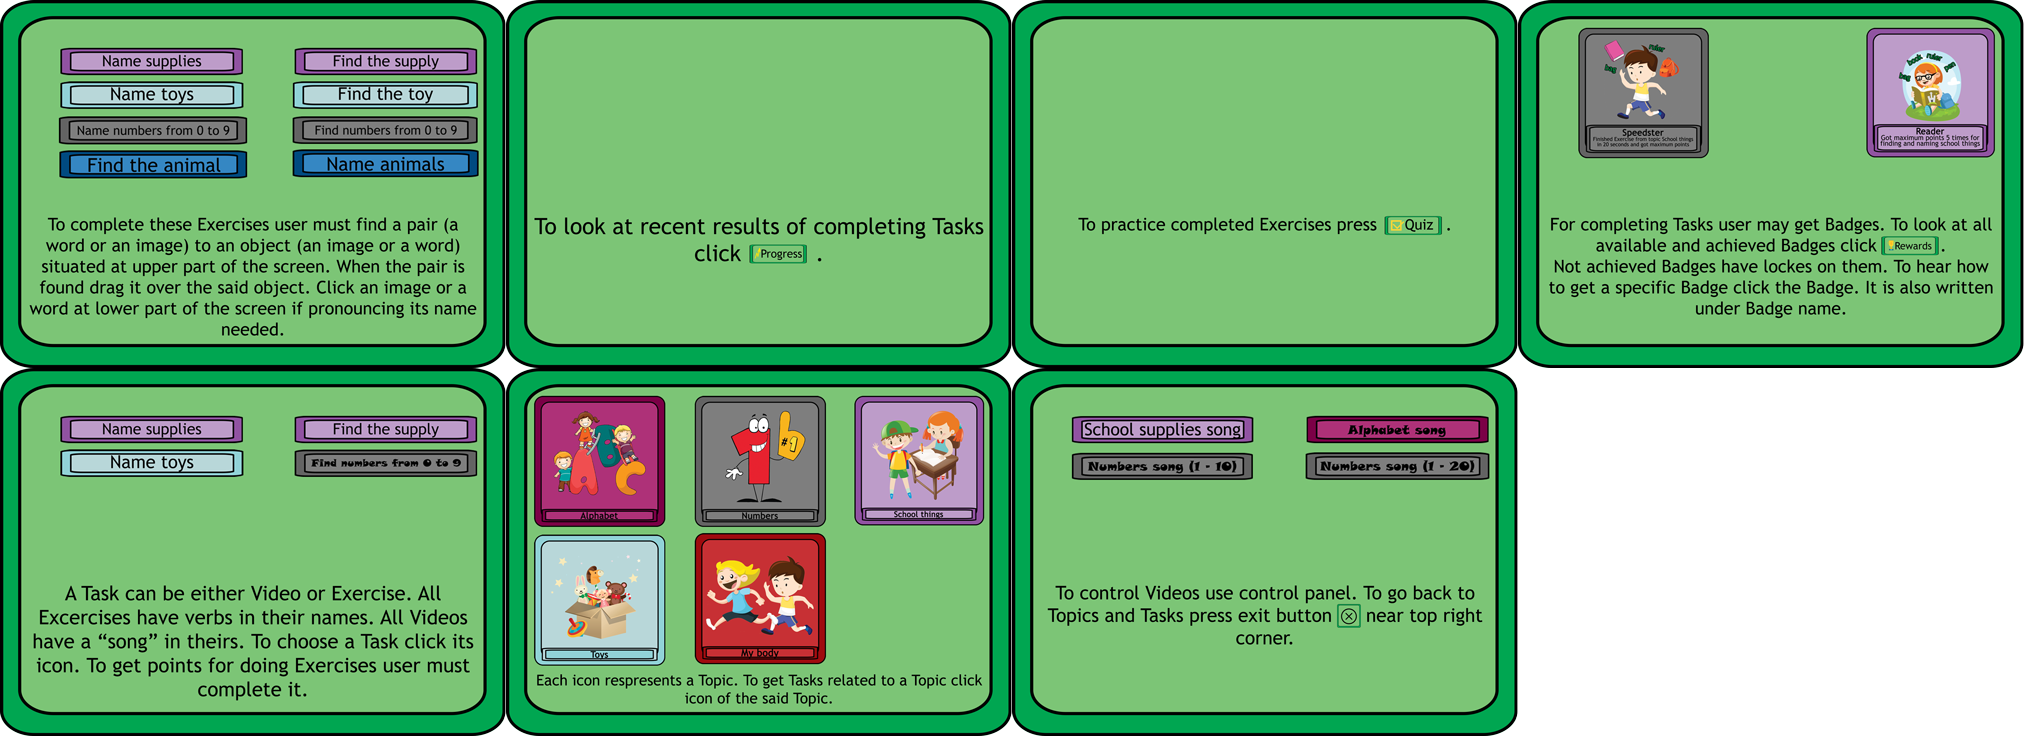 Name supplies
Find the supply
Name toys
Find the toy
Name numbers from 0 to 9
Find numbers from 0 to 9
Find the animal
Name animals
To complete these Exercises user must find a pair (a
word or an image) to an object (an image or a word)
situated at upper part of the screen. When the pair is
found drag it over the said object. Click an image or a
word at lower part of the screen if pronouncing its name
needed.
To look at recent results of completing Tasks
click Progress .
To practice completed Exercises press Quiz .
ruler
bag
Speedster
Finished Exercise from topic School things
in 20 seconds and got maximum points
bag book ruler pen
Reader
Got maximum points 5 times for
finding and naming school things
For completing Tasks user may get Badges. To look at all
available and achieved Badges click Rewards .
Not achieved Badges have lockes on them. To hear how
to get a specific Badge click the Badge. It is also written
under Badge name.
Name supplies
Find the supply
Name toys
Find numbers from 0 to 9
A Task can be either Video or Exercise. All
Excercises have verbs in their names. All Videos
have a “song” in theirs. To choose a Task click its
icon. To get points for doing Exercises user must
complete it.
A B C
Alphabet
#1
Numbers
School things
Toys
My body
Each icon respresents a Topic. To get Tasks related to a Topic click
icon of the said Topic.
School supplies song
Alphabet song
Numbers song (1 - 10)
Numbers song (1 - 20)
To control Videos use control panel. To go back to
Topics and Tasks press exit button near top right
corner.